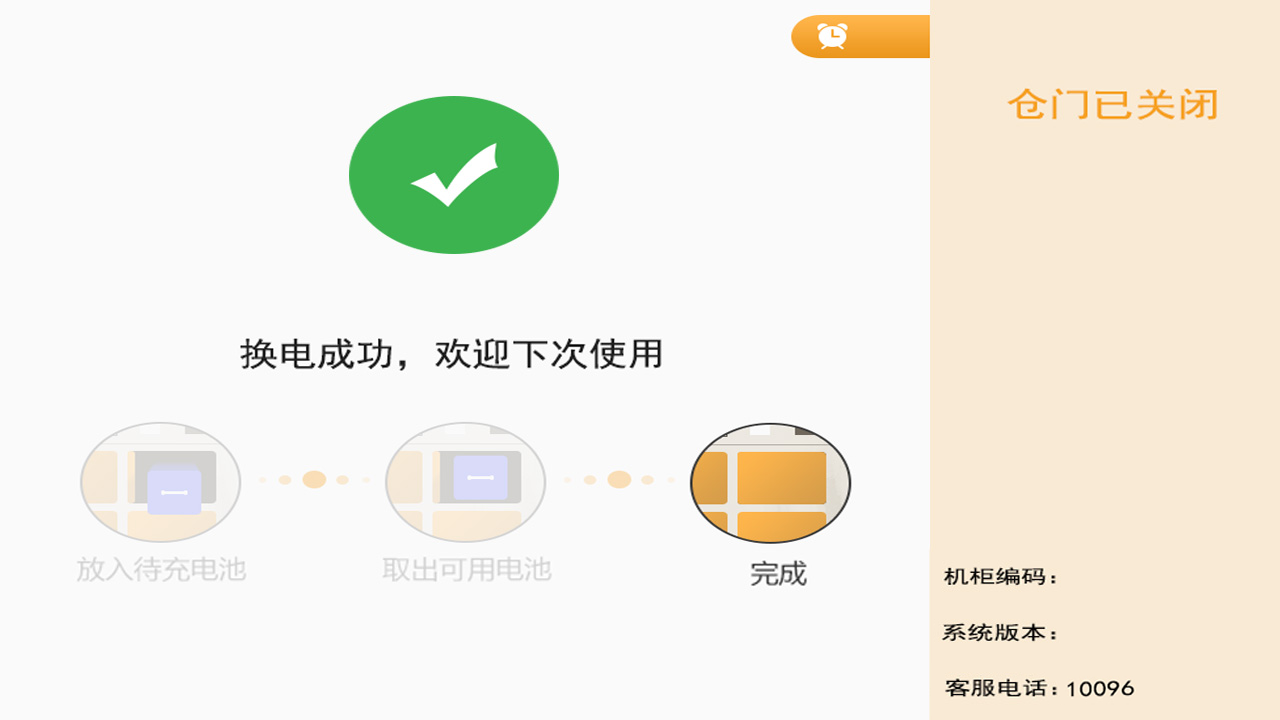 仓门已关闭
换电成功，欢迎下次使用
放入待充电池
取出可用电池
完成
机柜编码：
系统版本：
客服电话：10096